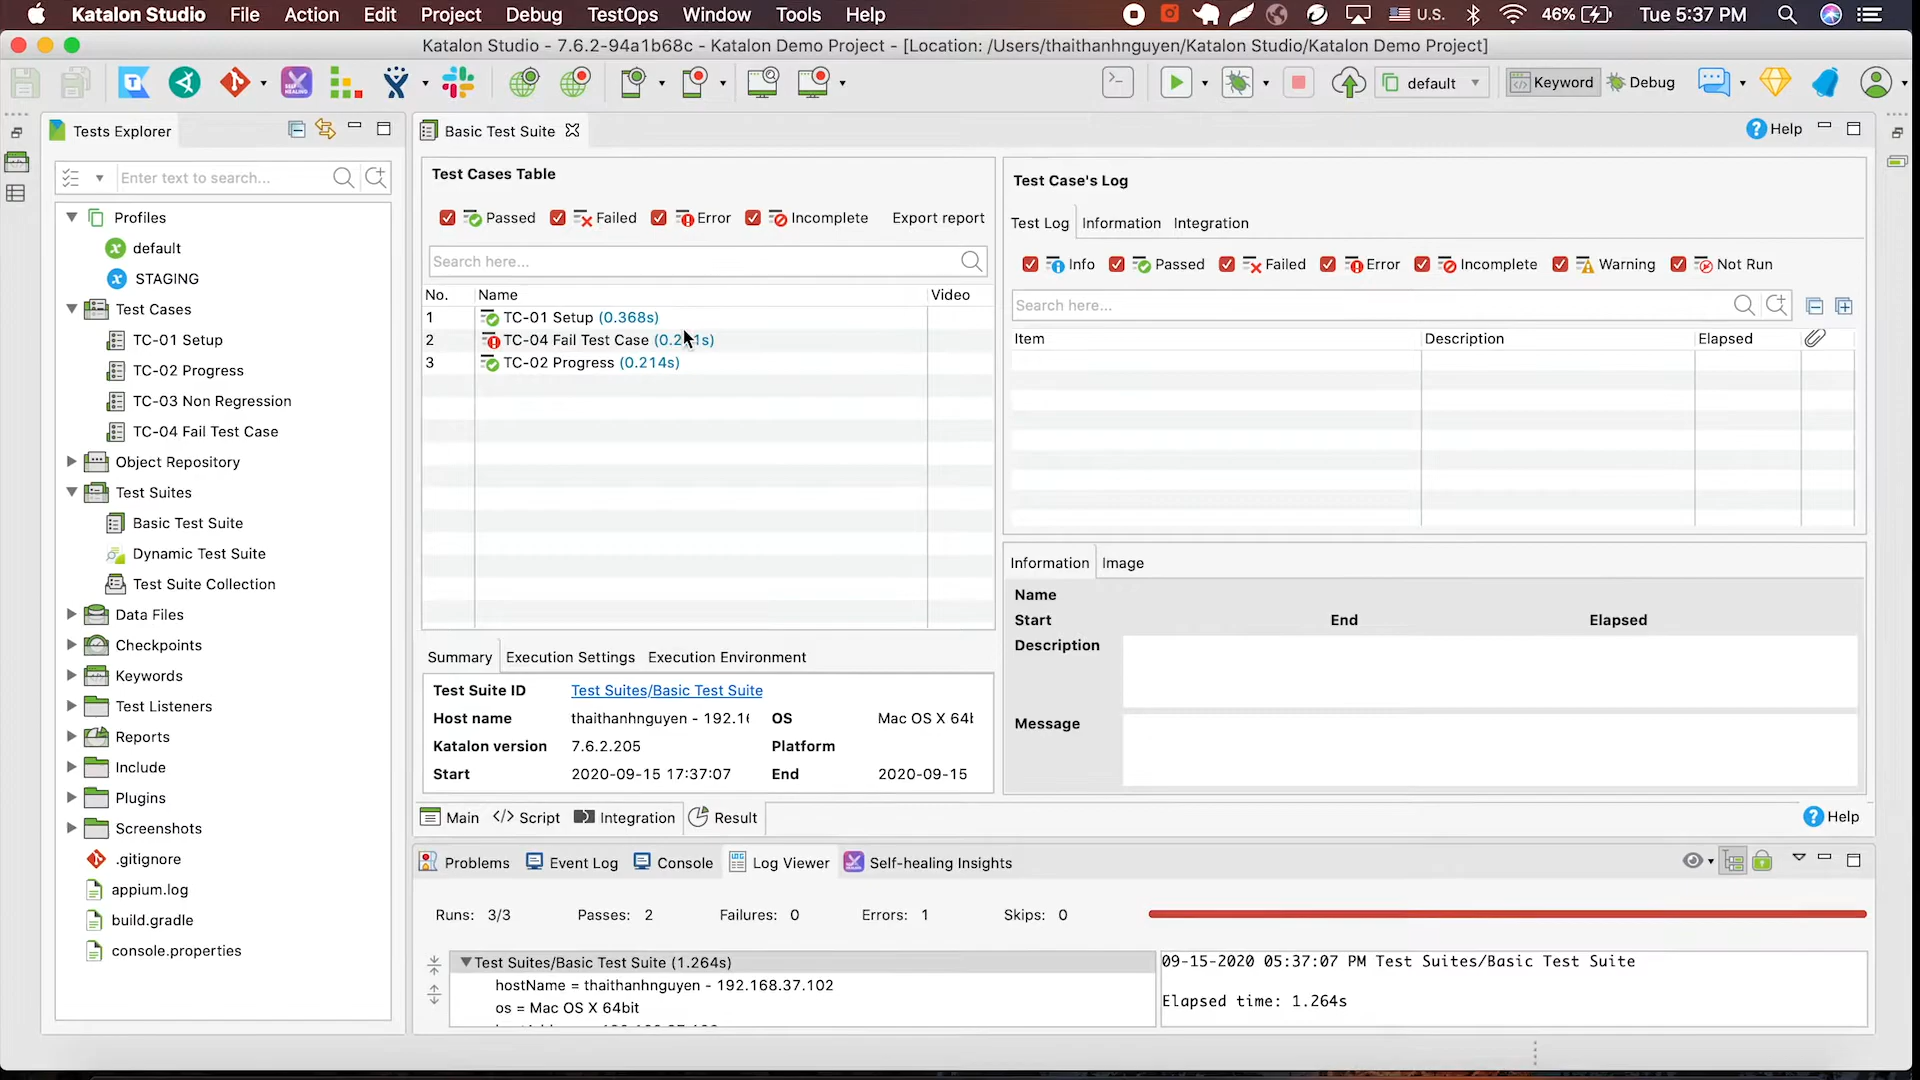 Katalon Studio File Action Edit Project Debug TestOps Window Tools Help U.S. 46% Tue 5:37 PM
Katalon Studio - 7.6.2-94a1b68c - Katalon Demo Project - [Location: /Users/thaithanhnguyen/Katalon Studio/Katalon Demo Project]
default Keyword Debug
Tests Explorer
Enter text to search...
Profiles
default
STAGING
Test Cases
TC-01 Setup
TC-02 Progress
TC-03 Non Regression
TC-04 Fail Test Case
Object Repository
Test Suites
Basic Test Suite
Dynamic Test Suite
Test Suite Collection
Data Files
Checkpoints
Keywords
Test Listeners
Reports
Include
Plugins
Screenshots
.gitignore
appium.log
build.gradle
console.properties
Basic Test Suite
Help
Test Cases Table
Passed Failed Error Incomplete Export report
Search here...
No. Name Video
1 TC-01 Setup (0.368s)
2 TC-04 Fail Test Case
3 TC-02 Progress (0.214s)
Summary Execution Settings Execution Environment
Test Suite ID Test Suites/Basic Test Suite
Host name thaithanhnguyen - 192.16 OS Mac OS X 64
Katalon version 7.6.2.205 Platform
Start 2020-09-15 17:37:07 End 2020-09-15
Test Case's Log
Test Log Information Integration
Info Passed Failed Error Incomplete Warning Not Run
Search here...
Item Description Elapsed
Information Image
Name
Start End Elapsed
Description
Message
Main Script Integration Result Help
Problems Event Log Console Log Viewer Self-healing Insights
Runs: 3/3 Passes: 2 Failures: 0 Errors: 1 Skips: 0
Test Suites/Basic Test Suite (1.264s)
hostName = thaithanhnguyen - 192.168.37.102
os = Mac OS X 64bit
09-15-2020 05:37:07 PM Test Suites/Basic Test Suite
Elapsed time: 1.264s